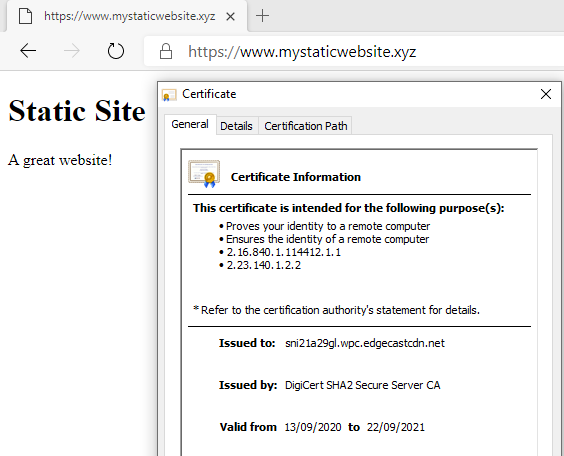 https://www.mystaticwebsite.xyz
https://www.mystaticwebsite.xyz
Static Site
A great website!
Certificate
General Details Certification Path
Certificate Information
This certificate is intended for the following purpose(s):
• Proves your identity to a remote computer
• Ensures the identity of a remote computer
• 2.16.840.1.114412.1.1
• 2.23.140.1.2.2
* Refer to the certification authority's statement for details.
Issued to: sni21a29gl.wpc.edgecastcdn.net
Issued by: DigiCert SHA2 Secure Server CA
Valid from 13/09/2020 to 22/09/2021